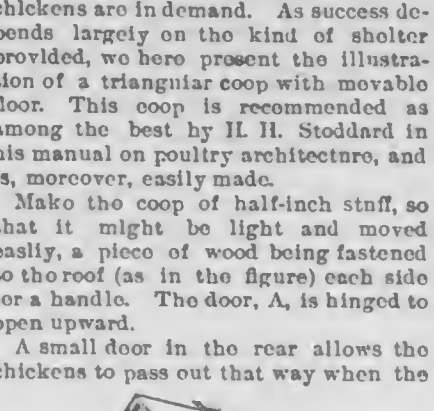 chickens are in demand. As success de-
pends largely on the kind of shelter
provided, we here present the illustra-
tion of a triangular coop with movable
floor. This coop is recommended as
among the best by H. H. Stoddard in
his manual on poultry architecture, and
is, moreover, easily made.
Make the coop of half-inch stuff, so
that it might be light and moved
easily, a piece of wood being fastened
to the roof (as in the figure) each side
for a handle. The door, A, is hinged to
open upward.
A small door in the rear allows the
chickens to pass out that way when the